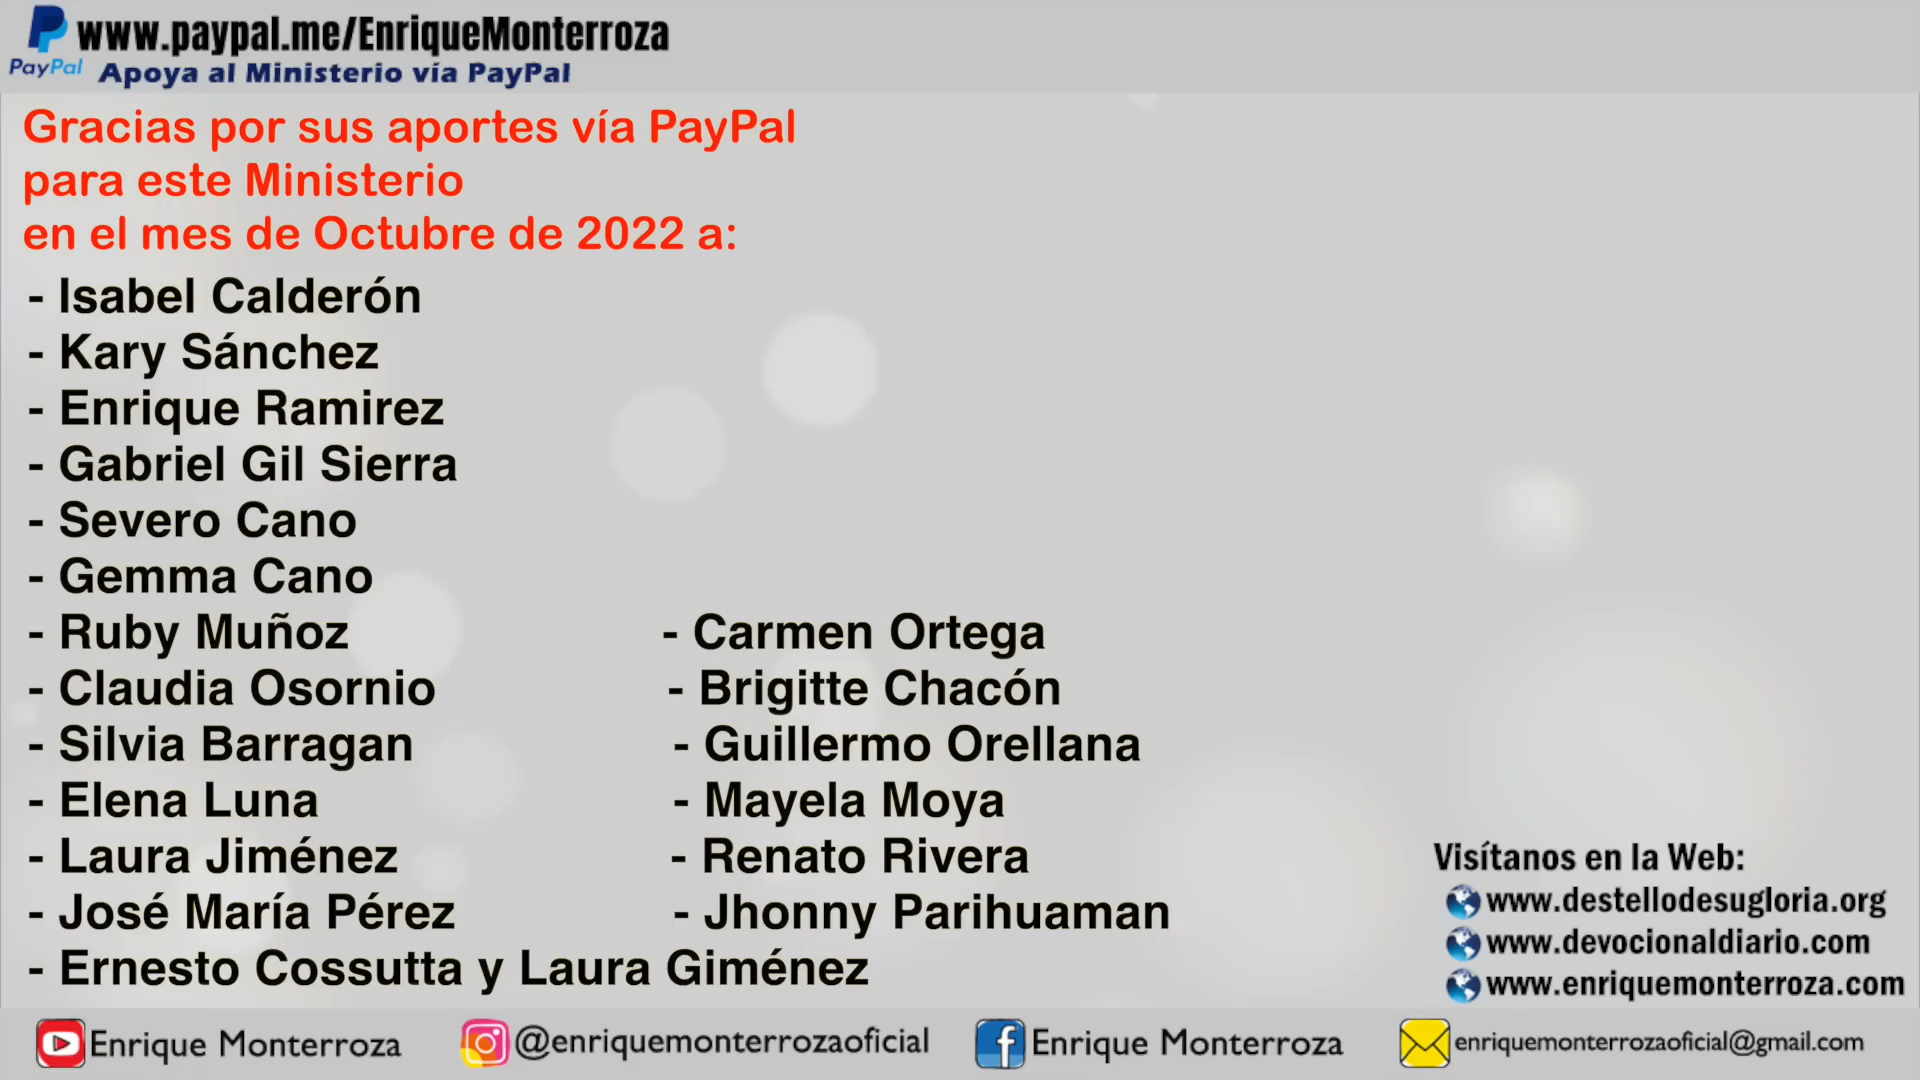 www.paypal.me/EnriqueMonterroza
PayPal
Apoya al Ministerio vía PayPal
Gracias por sus aportes vía PayPal
para este Ministerio
en el mes de Octubre de 2022 a:
- Isabel Calderón
- Kary Sánchez
- Enrique Ramirez
- Gabriel Gil Sierra
- Severo Cano
- Gemma Cano
- Ruby Muñoz
- Claudia Osornio
- Silvia Barragan
- Elena Luna
- Laura Jiménez
- José María Pérez
- Ernesto Cossutta y Laura Giménez
- Carmen Ortega
- Brigitte Chacón
- Guillermo Orellana
- Mayela Moya
- Renato Rivera
- Jhonny Parihuaman
Visítanos en la Web:
www.destellodesugloria.org
www.devocionaldiario.com
www.enriquemonterroza.com
Enrique Monterroza
@enriquemonterrozaoficial
Enrique Monterroza
enriquemonterrozaoficial@gmail.com